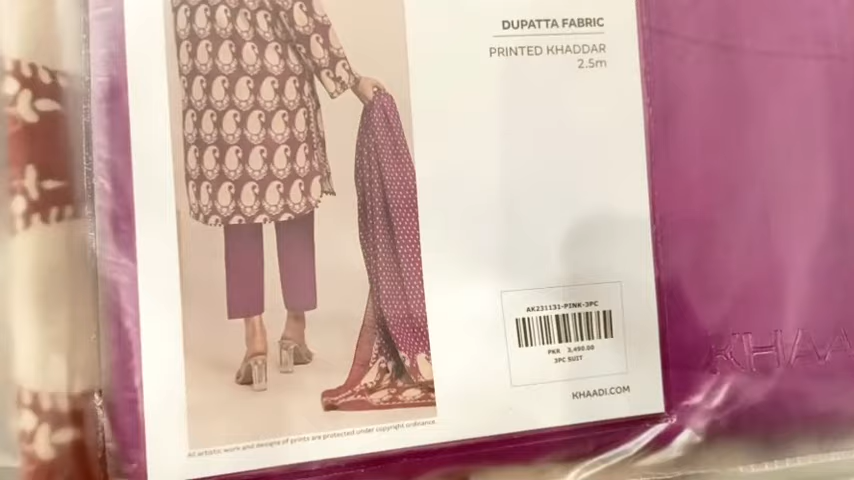 DUPATTA FABRIC
PRINTED KHADDAR
2.5m
AK231131-PINK-3PC
PKR 3,490.00
3PC SUIT
KHAADI.COM
KHAA
All artistic work and designs of prints are protected under copyright ordinance.